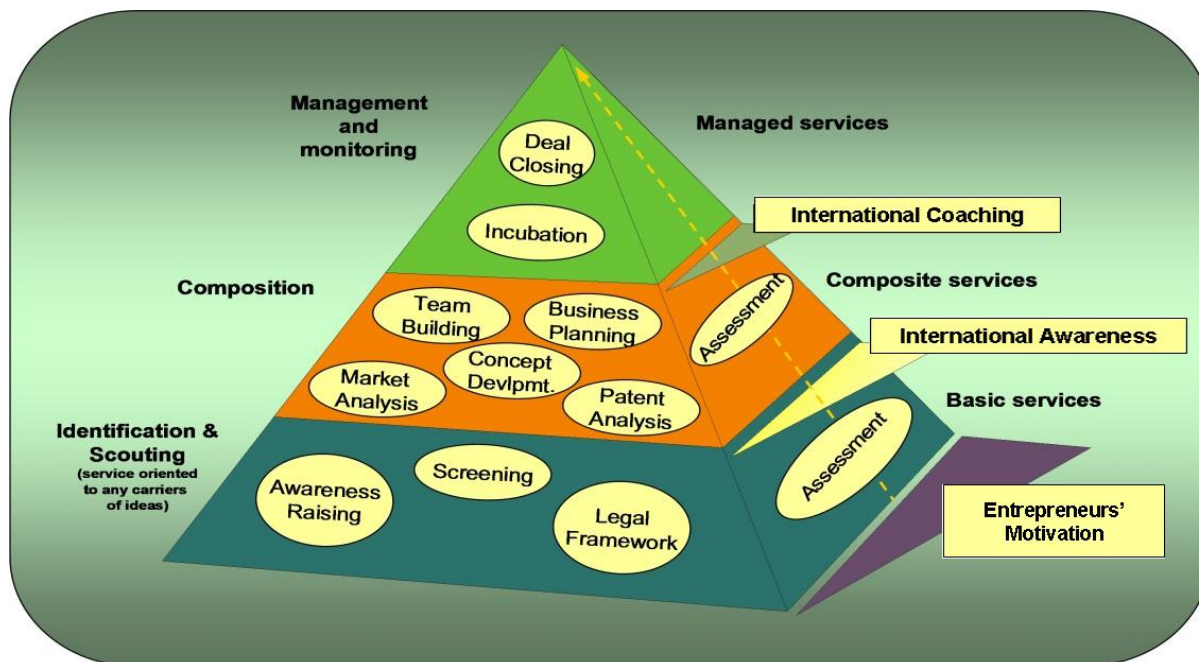 Management
and
monitoring
Managed services
Deal
Closing
Incubation
International Coaching
Composition
Composite services
Team
Building
Business
Planning
Concept
Devlpmt.
Market
Analysis
Patent
Analysis
Assessment
International Awareness
Basic services
Identification &
Scouting
(service oriented
to any carriers
of ideas)
Awareness
Raising
Screening
Legal
Framework
Assessment
Entrepreneurs’
Motivation